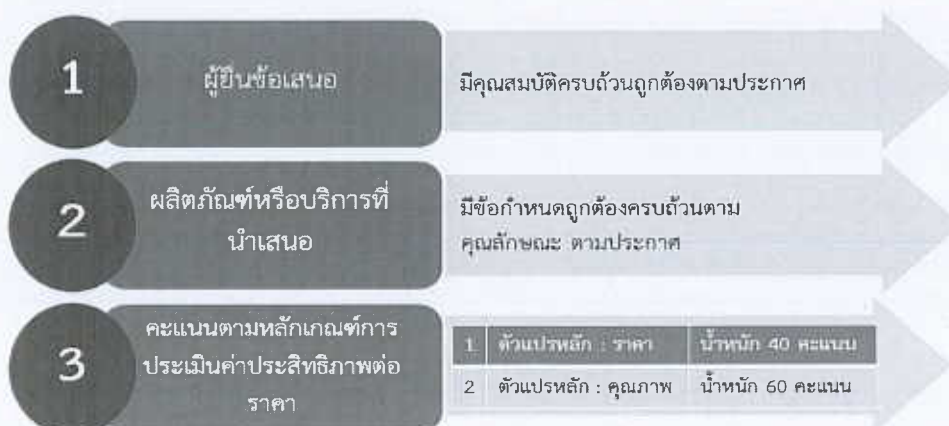 1
ผู้ยื่นข้อเสนอ
มีคุณสมบัติครบถ้วนถูกต้องตามประกาศ
2
ผลิตภัณฑ์หรือบริการที่
นำเสนอ
มีข้อกำหนดถูกต้องครบถ้วนตาม
คุณลักษณะ ตามประกาศ
3
คะแนนตามหลักเกณฑ์การ
ประเมินค่าประสิทธิภาพต่อ
ราคา
1 ตัวแปรหลัก : ราคา น้ำหนัก 40 คะแนน
2 ตัวแปรหลัก : คุณภาพ น้ำหนัก 60 คะแนน